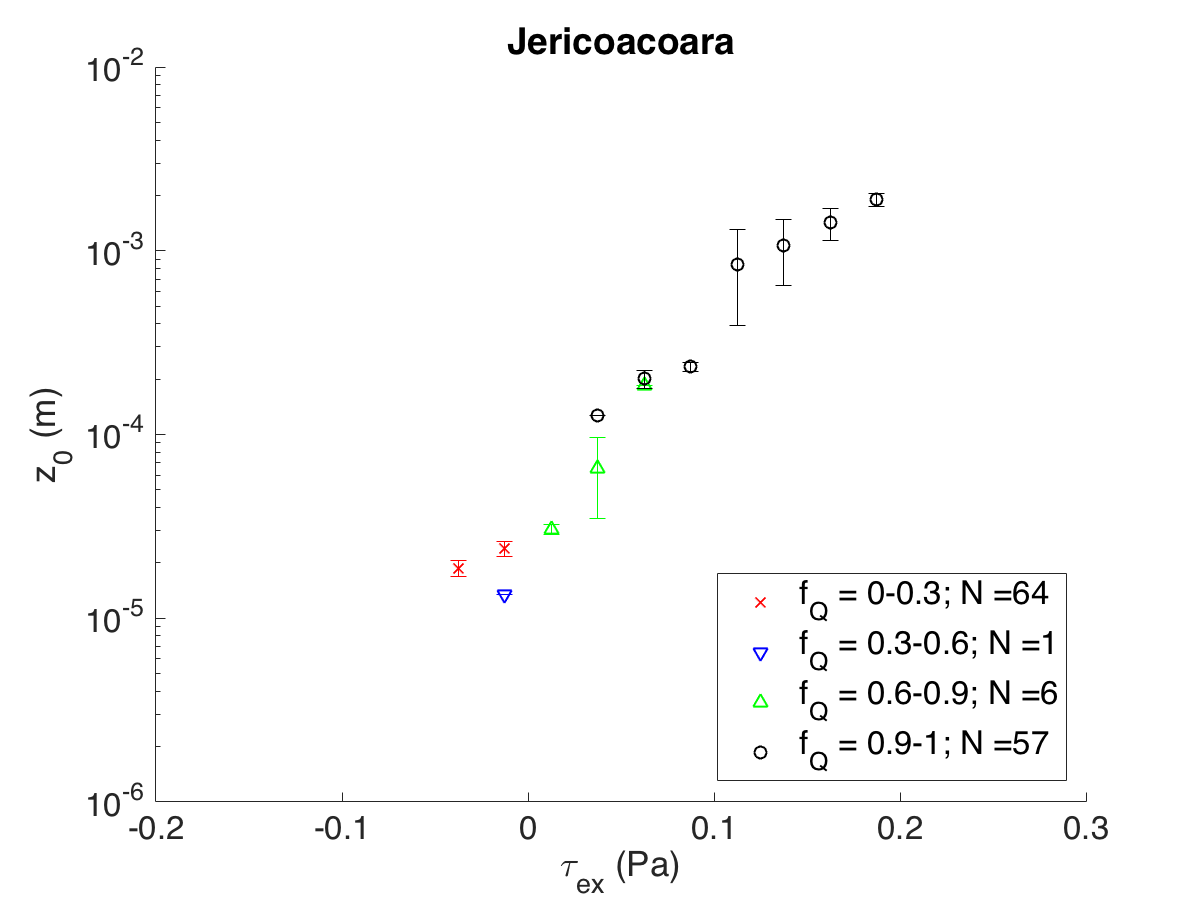 Jericoacoara
10^-2
10^-3
10^-4
10^-5
10^-6
z_0 (m)
-0.2 -0.1 0 0.1 0.2 0.3
τ_ex (Pa)
f_Q = 0-0.3; N =64
f_Q = 0.3-0.6; N =1
f_Q = 0.6-0.9; N =6
f_Q = 0.9-1; N =57